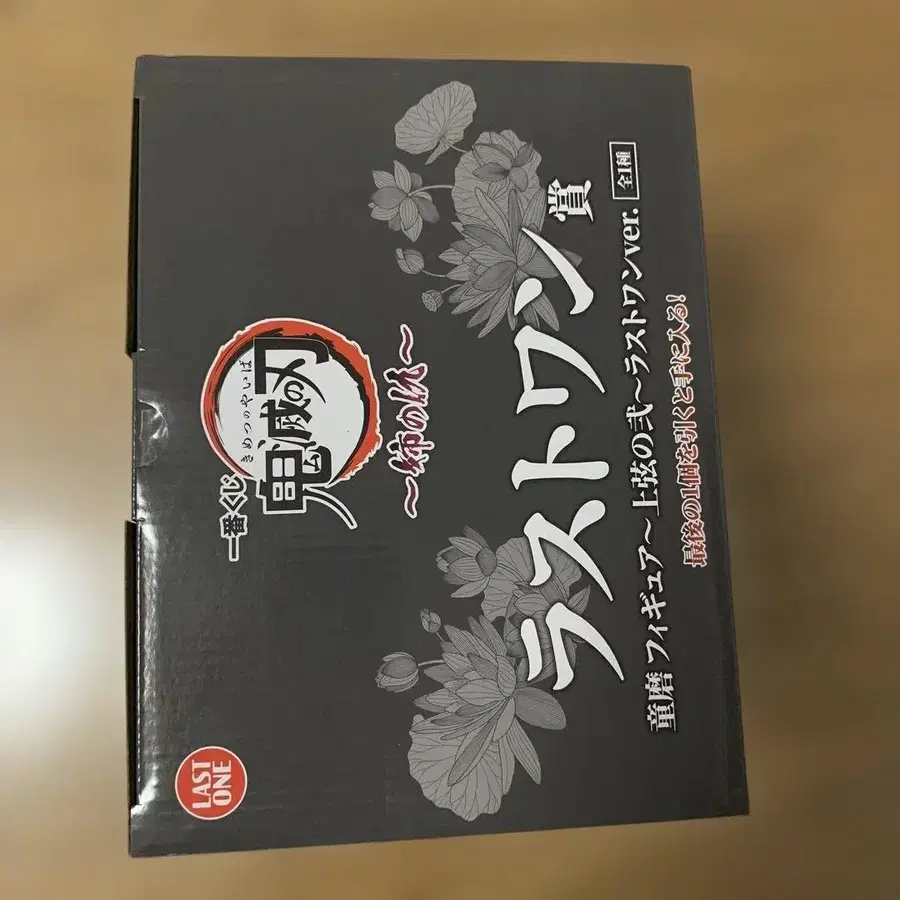 一番くじ
きめつのやいば
鬼滅の刃
～姉の仇～
ラストワン賞
童磨 フィギュア～上弦の弐～ラストワンver. 全1種
最後の1個を引くと手に入る!
LAST
ONE